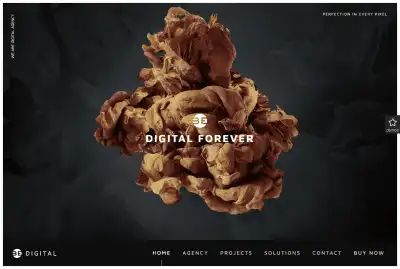 WE ARE DIGITAL AGENCY
PERFECTION IN EVERY PIXEL
DIGITAL FOREVER
DIGITAL
HOME AGENCY PROJECTS SOLUTIONS CONTACT BUY NOW